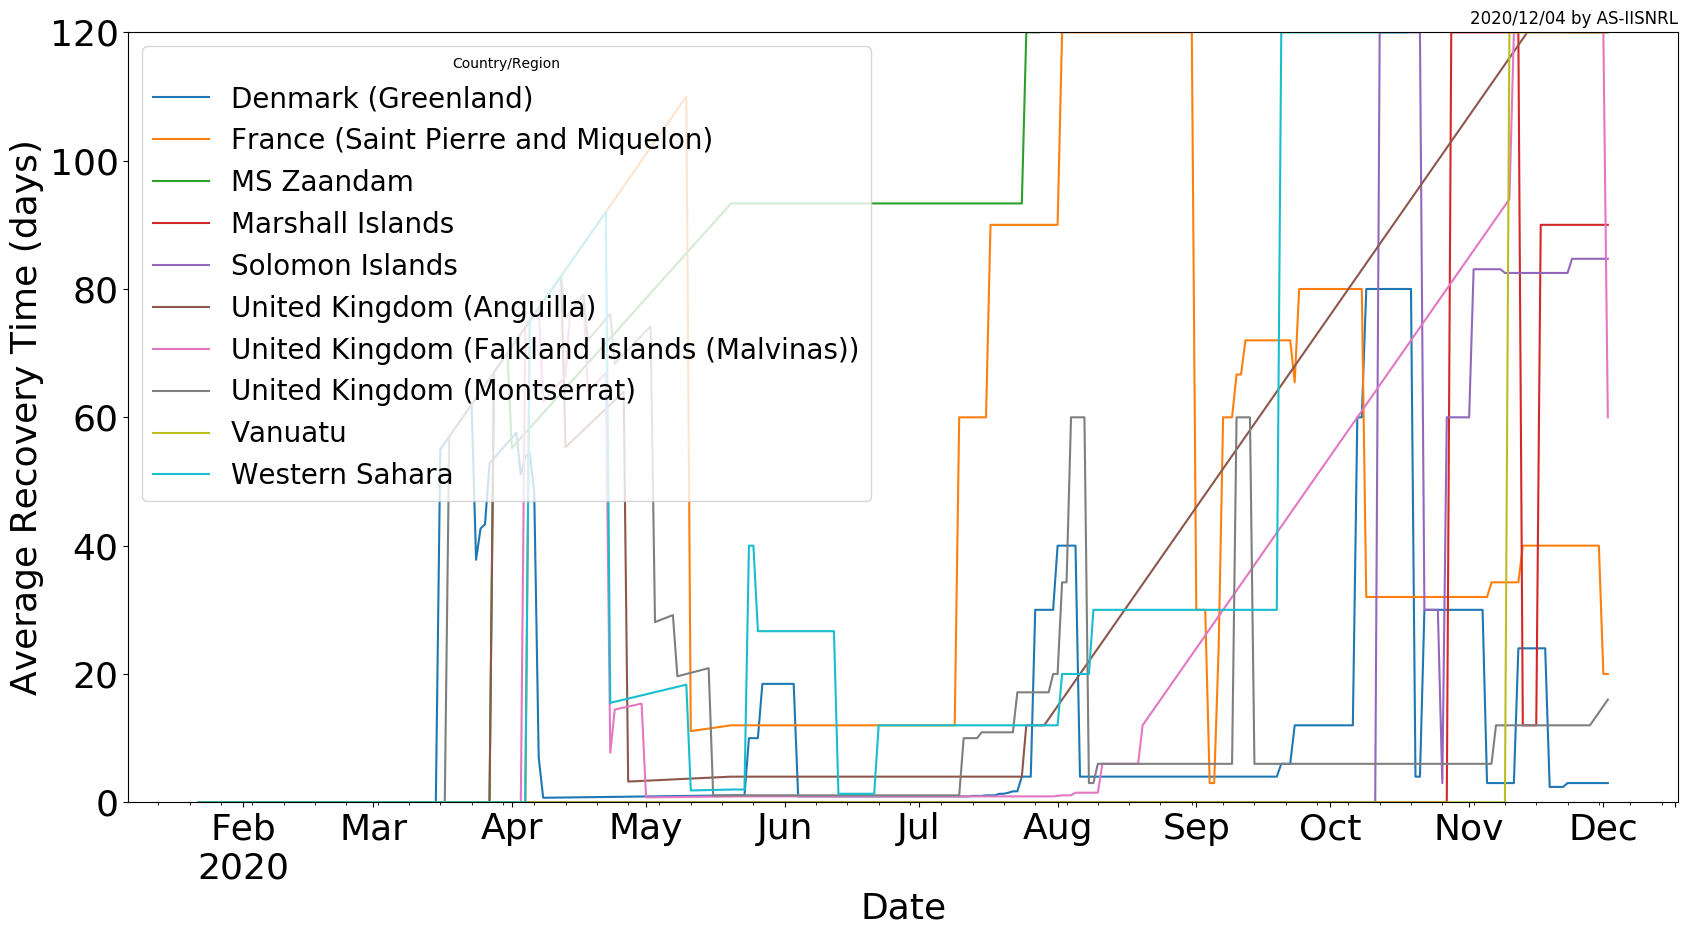 2020/12/04 by AS-IISNRL
120
100
80
60
40
20
0
Average Recovery Time (days)
Country/Region
Denmark (Greenland)
France (Saint Pierre and Miquelon)
MS Zaandam
Marshall Islands
Solomon Islands
United Kingdom (Anguilla)
United Kingdom (Falkland Islands (Malvinas))
United Kingdom (Montserrat)
Vanuatu
Western Sahara
Feb Mar Apr May Jun Jul Aug Sep Oct Nov Dec
2020
Date